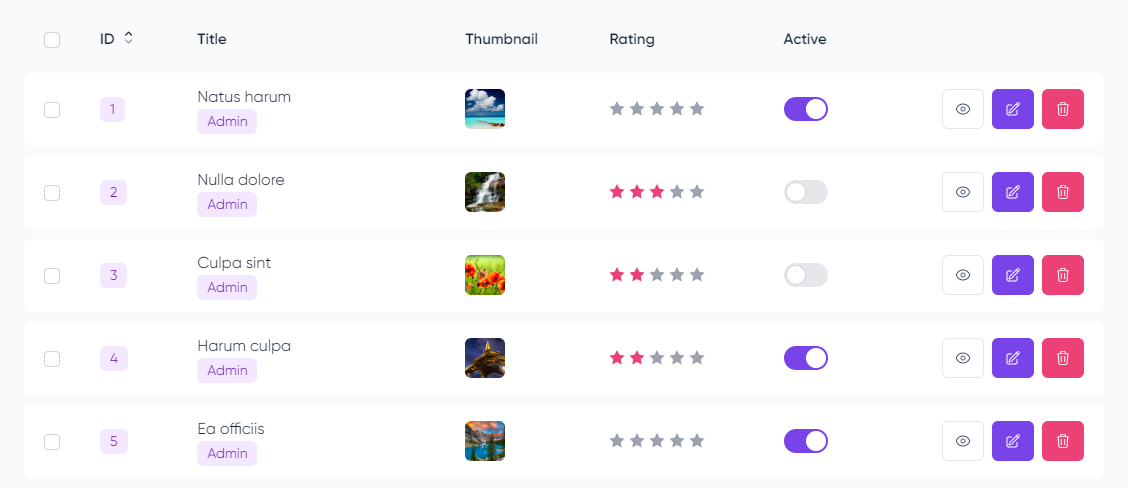 ID Title Thumbnail Rating Active
1 Natus harum
Admin
2 Nulla dolore
Admin
3 Culpa sint
Admin
4 Harum culpa
Admin
5 Ea officiis
Admin